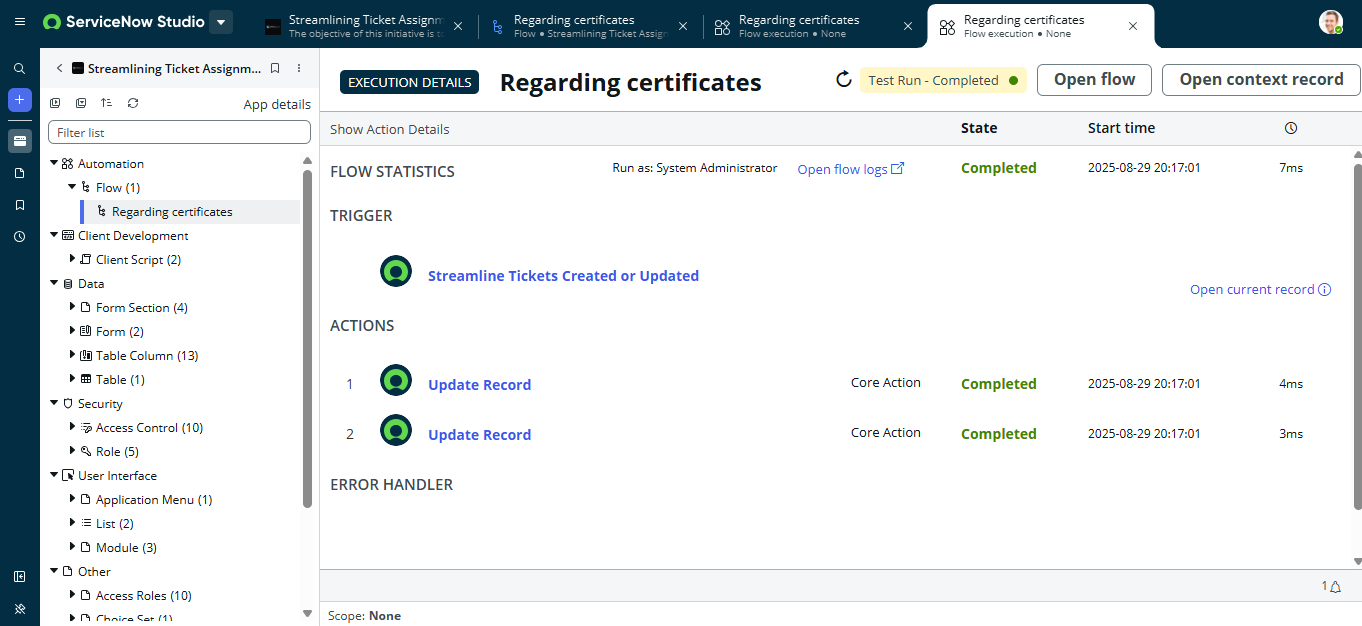 ServiceNow Studio
Streamlining Ticket Assignm
The objective of this initiative is to
Regarding certificates
Flow • Streamlining Ticket Assign
Regarding certificates
Flow execution • None
Regarding certificates
Flow execution • None
Streamlining Ticket Assignm...
App details
Filter list
Automation
Flow (1)
Regarding certificates
Client Development
Client Script (2)
Data
Form Section (4)
Form (2)
Table Column (13)
Table (1)
Security
Access Control (10)
Role (5)
User Interface
Application Menu (1)
List (2)
Module (3)
Other
Access Roles (10)
Choice Set (1)
EXECUTION DETAILS
Regarding certificates
Test Run - Completed
Open flow
Open context record
Show Action Details
State
Start time
FLOW STATISTICS
Run as: System Administrator
Open flow logs
Completed
2025-08-29 20:17:01
7ms
TRIGGER
Streamline Tickets Created or Updated
Open current record
ACTIONS
1 Update Record Core Action Completed 2025-08-29 20:17:01 4ms
2 Update Record Core Action Completed 2025-08-29 20:17:01 3ms
ERROR HANDLER
1
Scope: None